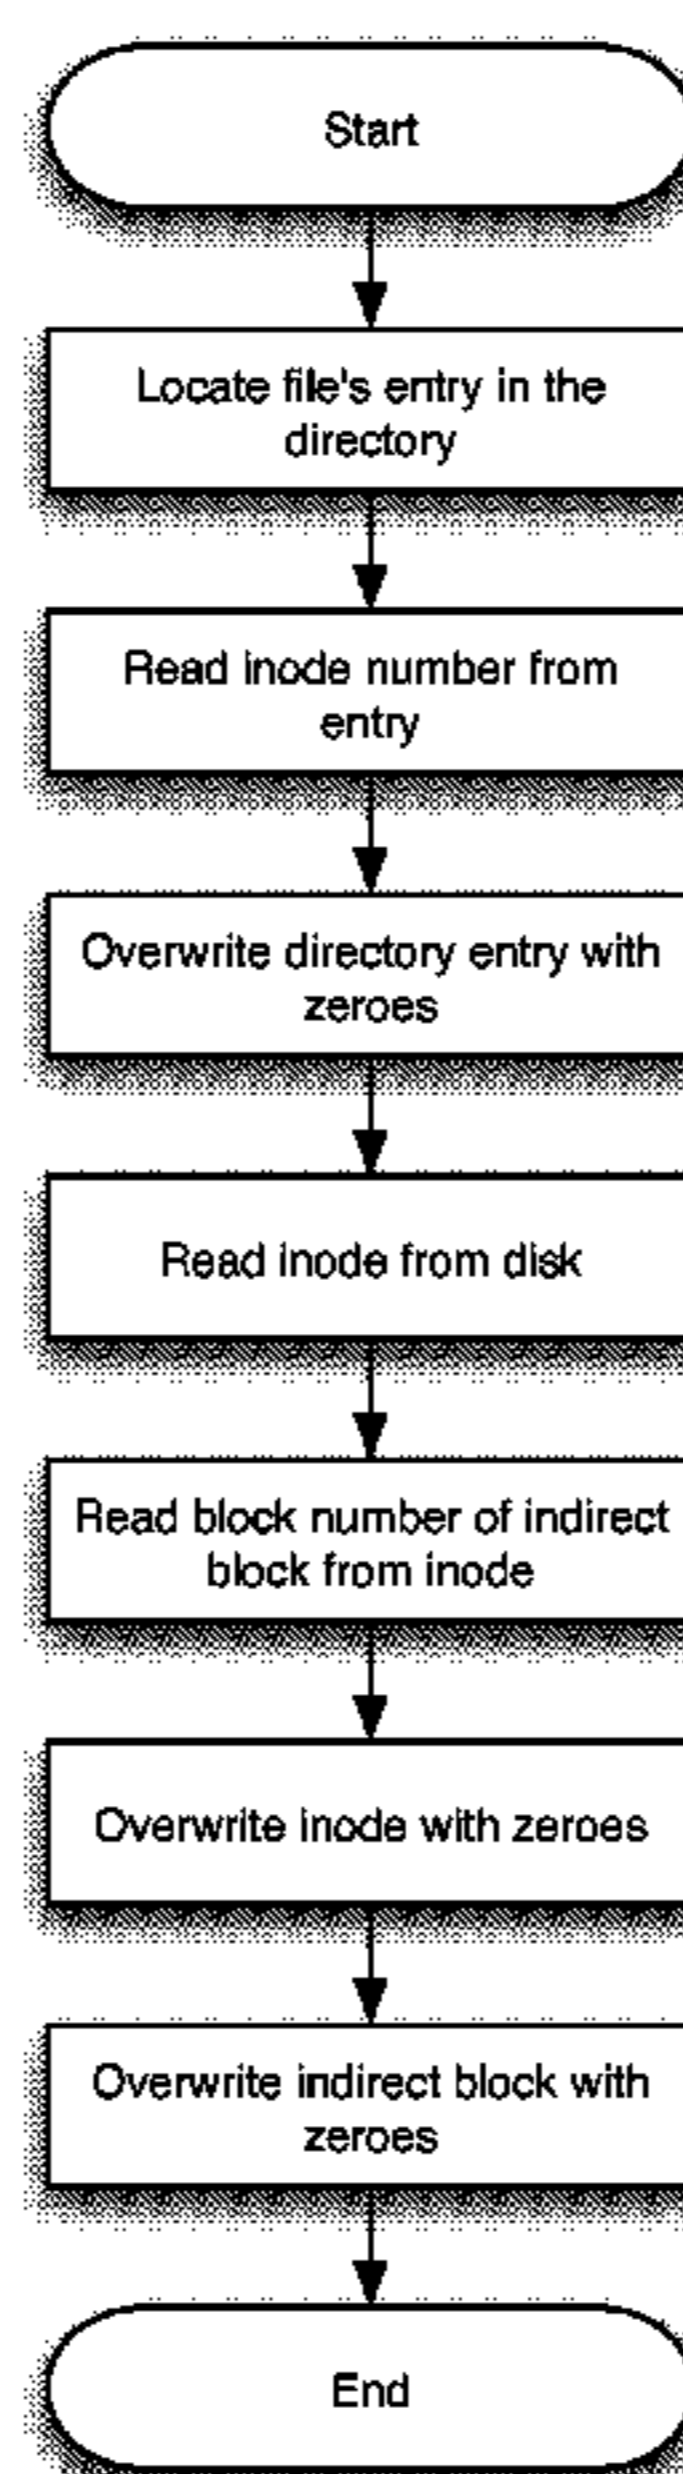 Start
Locate file's entry in the
directory
Read inode number from
entry
Overwrite directory entry with
zeroes
Read inode from disk
Read block number of indirect
block from inode
Overwrite inode with zeroes
Overwrite indirect block with
zeroes
End